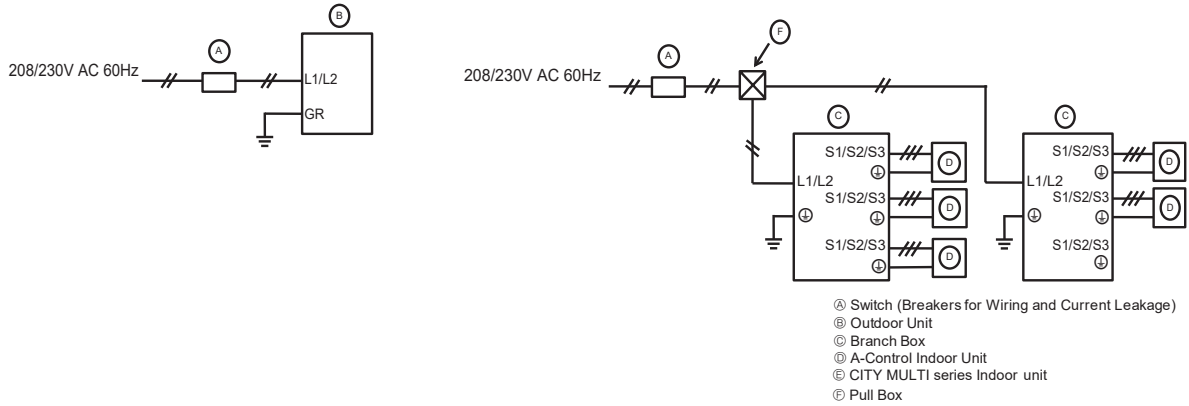 Ⓑ
Ⓐ
208/230V AC 60Hz
L1/L2
GR
Ⓕ
Ⓐ
208/230V AC 60Hz
Ⓒ
S1/S2/S3
Ⓓ
L1/L2
S1/S2/S3
Ⓓ
S1/S2/S3
Ⓓ
Ⓒ
S1/S2/S3
Ⓓ
L1/L2
S1/S2/S3
Ⓓ
S1/S2/S3
Ⓐ Switch (Breakers for Wiring and Current Leakage)
Ⓑ Outdoor Unit
Ⓒ Branch Box
Ⓓ A-Control Indoor Unit
Ⓔ CITY MULTI series Indoor unit
Ⓕ Pull Box